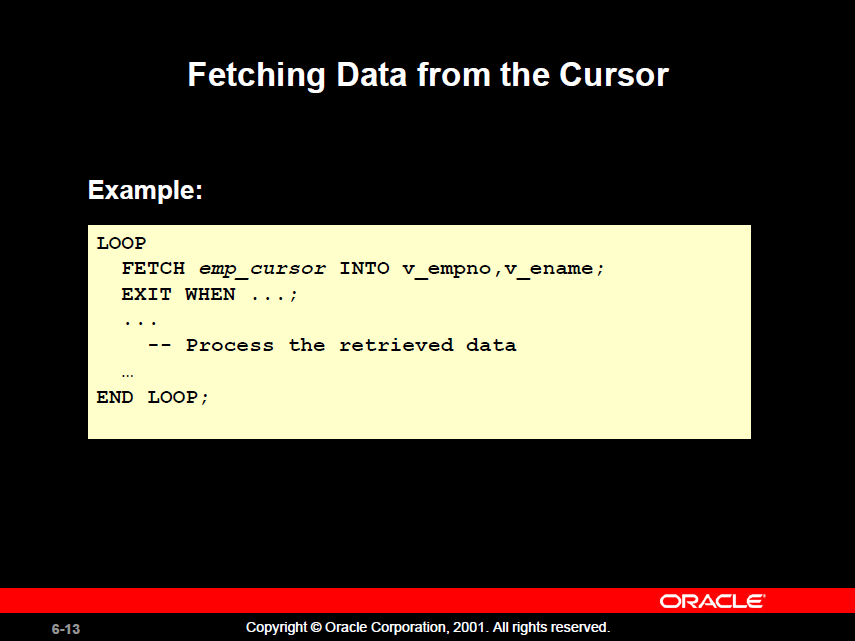 Fetching Data from the Cursor
Example:
LOOP
FETCH emp_cursor INTO v_empno,v_ename;
EXIT WHEN ...;
...
-- Process the retrieved data
…
END LOOP;
ORACLE®
6-13
Copyright © Oracle Corporation, 2001. All rights reserved.